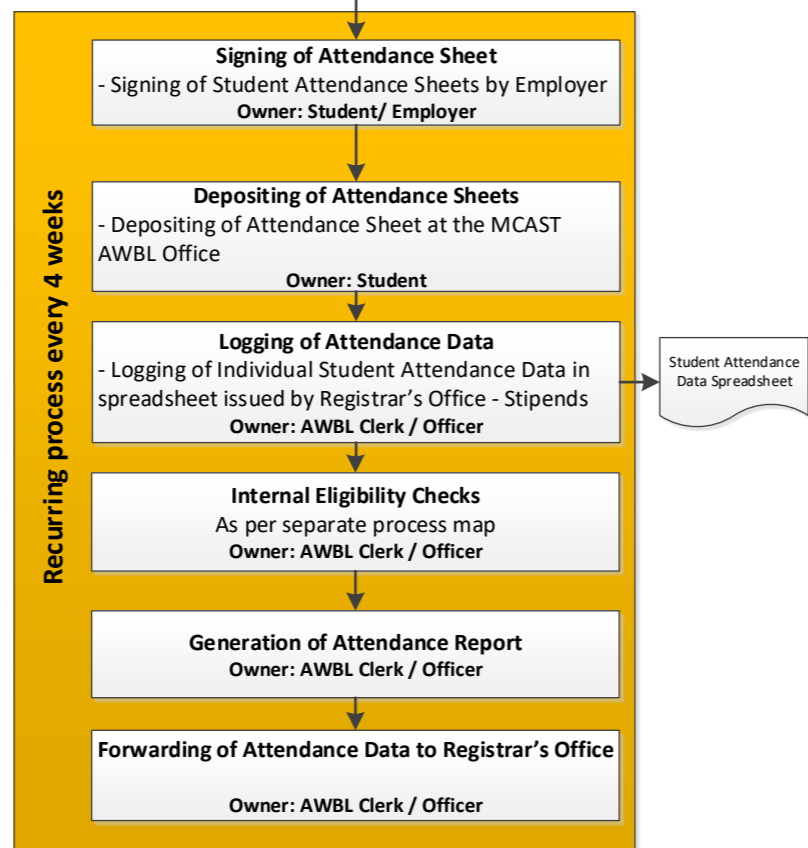 Recurring process every 4 weeks
Signing of Attendance Sheet
- Signing of Student Attendance Sheets by Employer
Owner: Student/ Employer
Depositing of Attendance Sheets
- Depositing of Attendance Sheet at the MCAST
AWBL Office
Owner: Student
Logging of Attendance Data
- Logging of Individual Student Attendance Data in
spreadsheet issued by Registrar’s Office - Stipends
Owner: AWBL Clerk / Officer
Student Attendance
Data Spreadsheet
Internal Eligibility Checks
As per separate process map
Owner: AWBL Clerk / Officer
Generation of Attendance Report
Owner: AWBL Clerk / Officer
Forwarding of Attendance Data to Registrar’s Office
Owner: AWBL Clerk / Officer